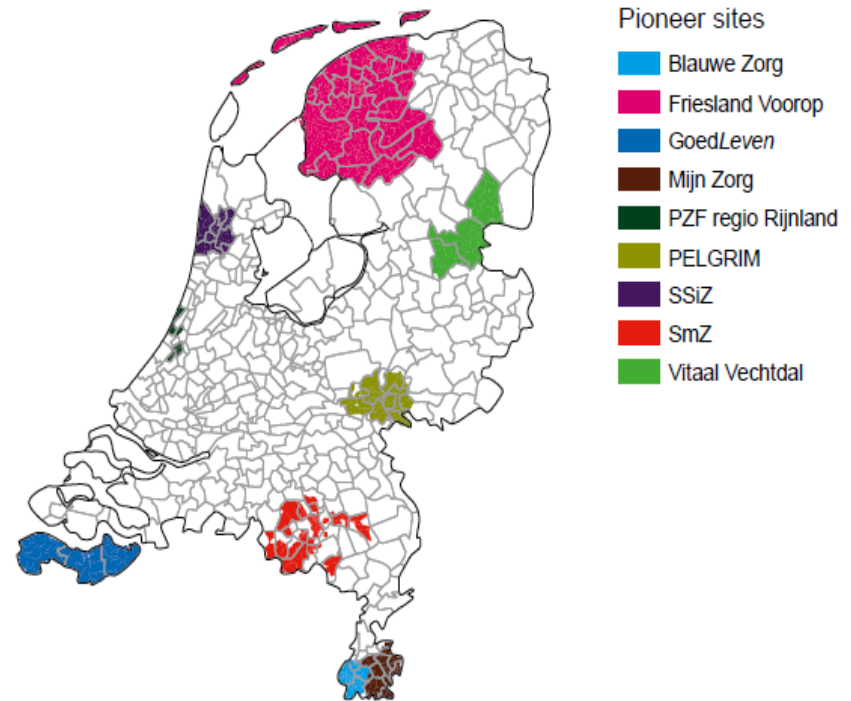 Pioneer sites
Blauwe Zorg
Friesland Voorop
GoedLeven
Mijn Zorg
PZF regio Rijnland
PELGRIM
SSiZ
SmZ
Vitaal Vechtdal